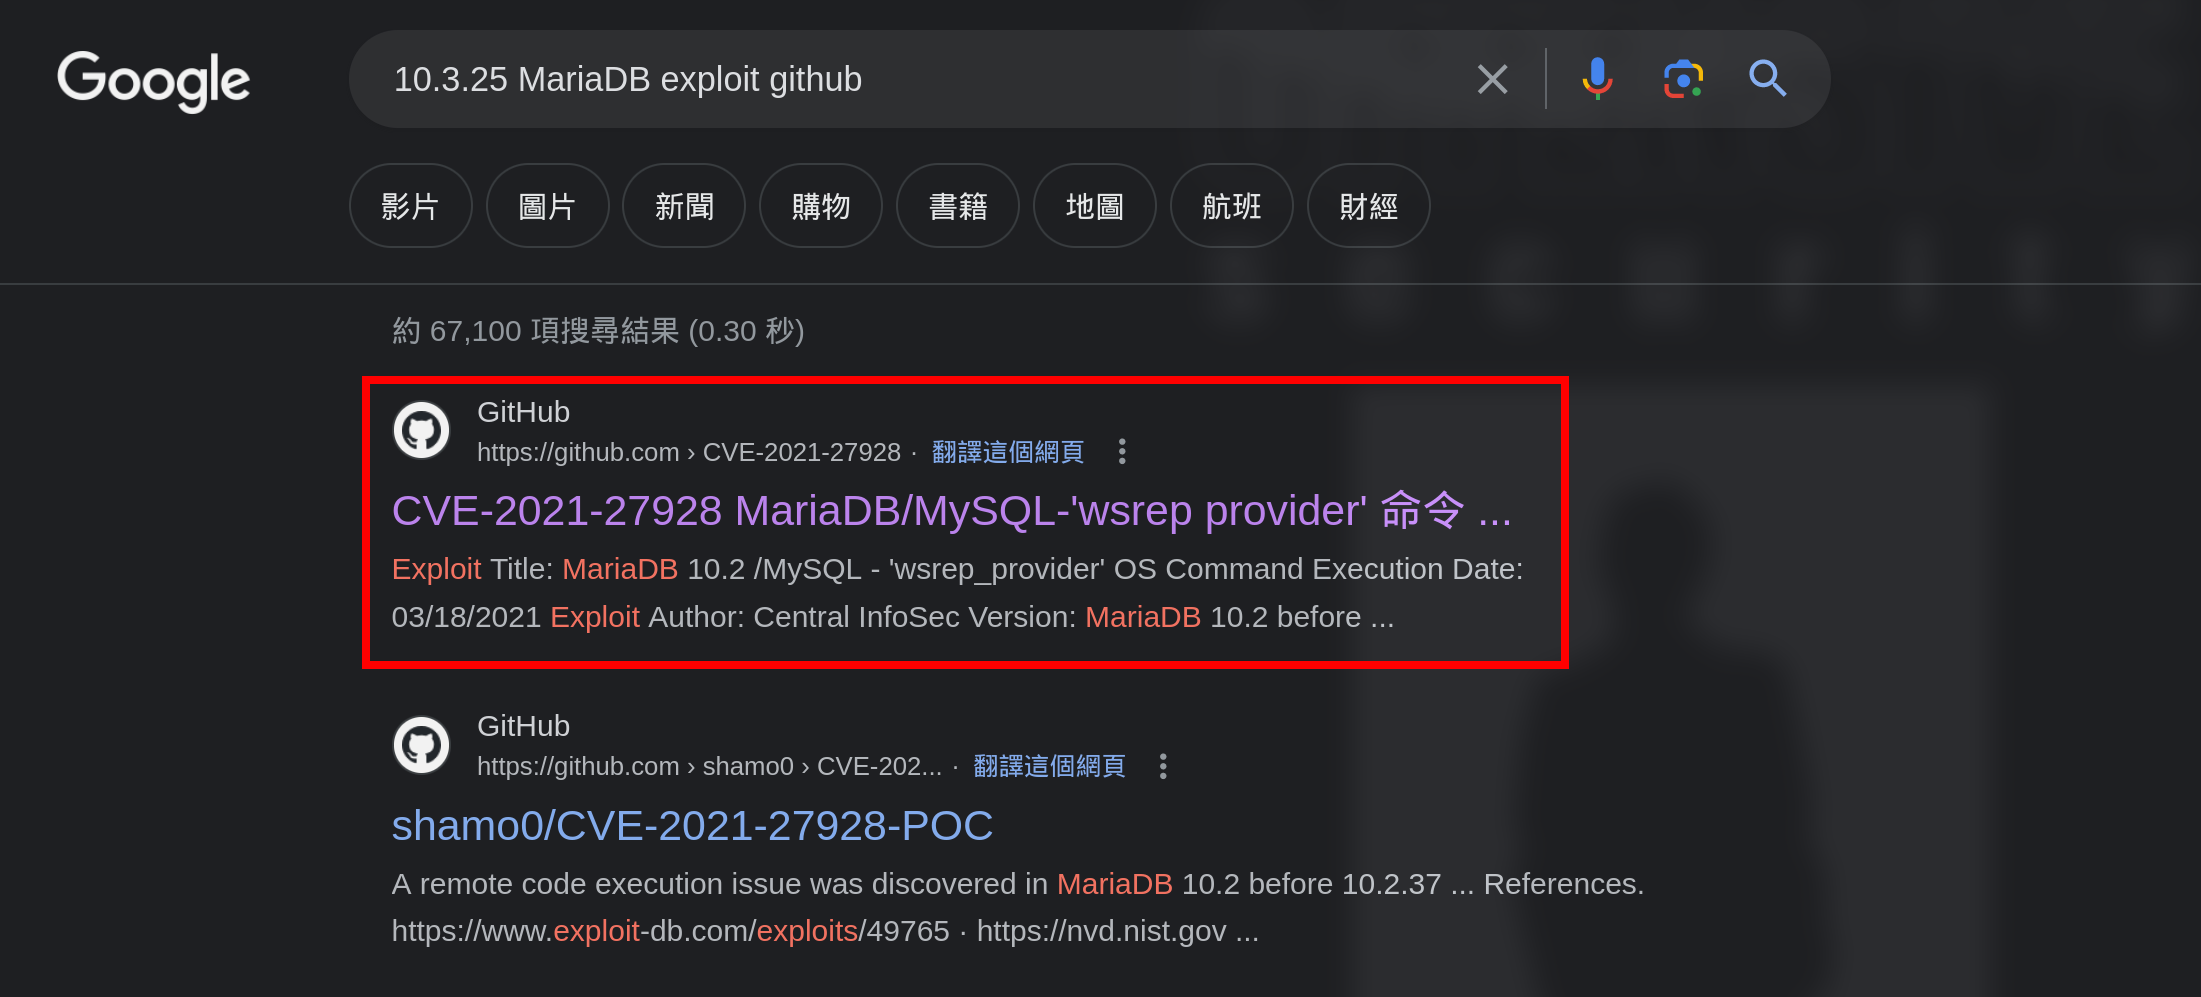 Google
10.3.25 MariaDB exploit github
影片 圖片 新聞 購物 書籍 地圖 航班 財經
約 67,100 項搜尋結果 (0.30 秒)
GitHub
https://github.com › CVE-2021-27928 · 翻譯這個網頁
CVE-2021-27928 MariaDB/MySQL-'wsrep provider' 命令 ...
Exploit Title: MariaDB 10.2 /MySQL - 'wsrep_provider' OS Command Execution Date:
03/18/2021 Exploit Author: Central InfoSec Version: MariaDB 10.2 before ...
GitHub
https://github.com › shamo0 › CVE-202... · 翻譯這個網頁
shamo0/CVE-2021-27928-POC
A remote code execution issue was discovered in MariaDB 10.2 before 10.2.37 ... References.
https://www.exploit-db.com/exploits/49765 · https://nvd.nist.gov ...